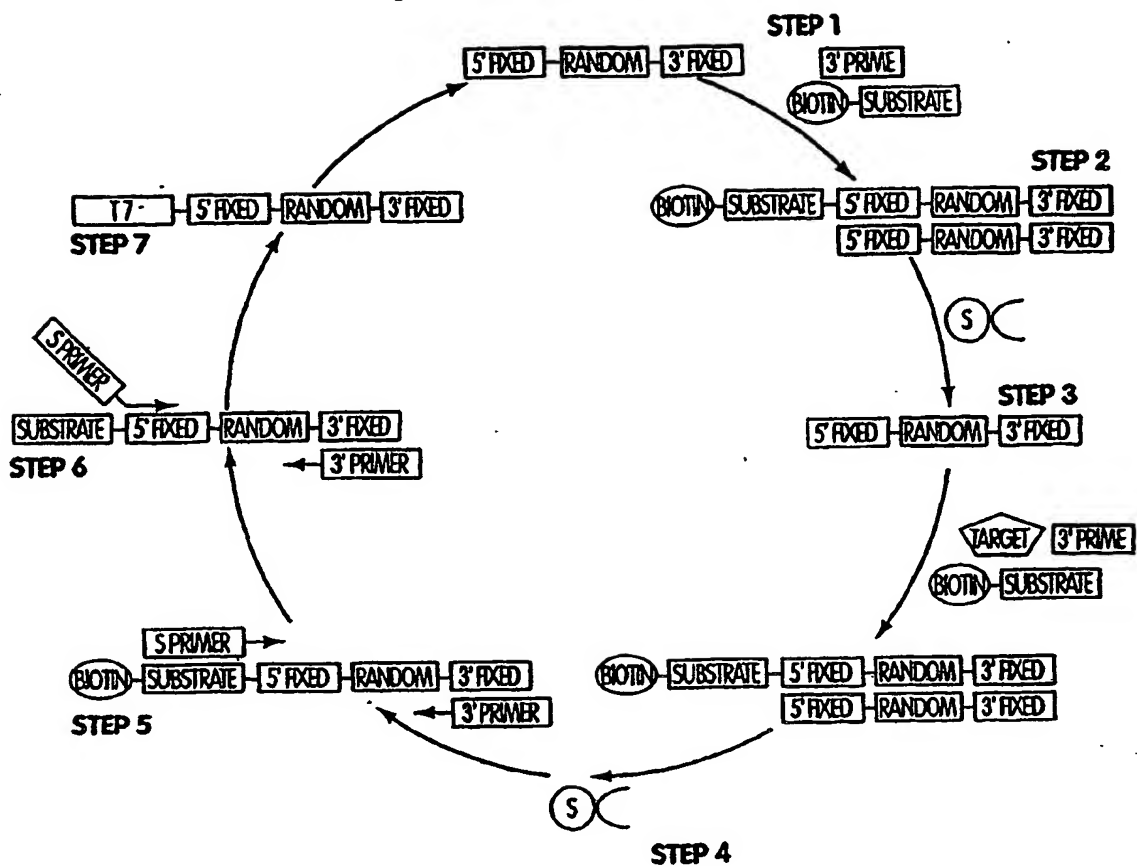 STEP 1
5' FIXED RANDOM 3' FIXED
3' PRIME
BIOTIN SUBSTRATE
STEP 2
BIOTIN SUBSTRATE 5' FIXED RANDOM 3' FIXED
5' FIXED RANDOM 3' FIXED
S
STEP 3
5' FIXED RANDOM 3' FIXED
TARGET 3' PRIME
BIOTIN SUBSTRATE
BIOTIN SUBSTRATE 5' FIXED RANDOM 3' FIXED
5' FIXED RANDOM 3' FIXED
S
STEP 4
S PRIMER
BIOTIN SUBSTRATE 5' FIXED RANDOM 3' FIXED
3' PRIMER
STEP 5
S PRIMER
SUBSTRATE 5' FIXED RANDOM 3' FIXED
3' PRIMER
STEP 6
T7- 5' FIXED RANDOM 3' FIXED
STEP 7